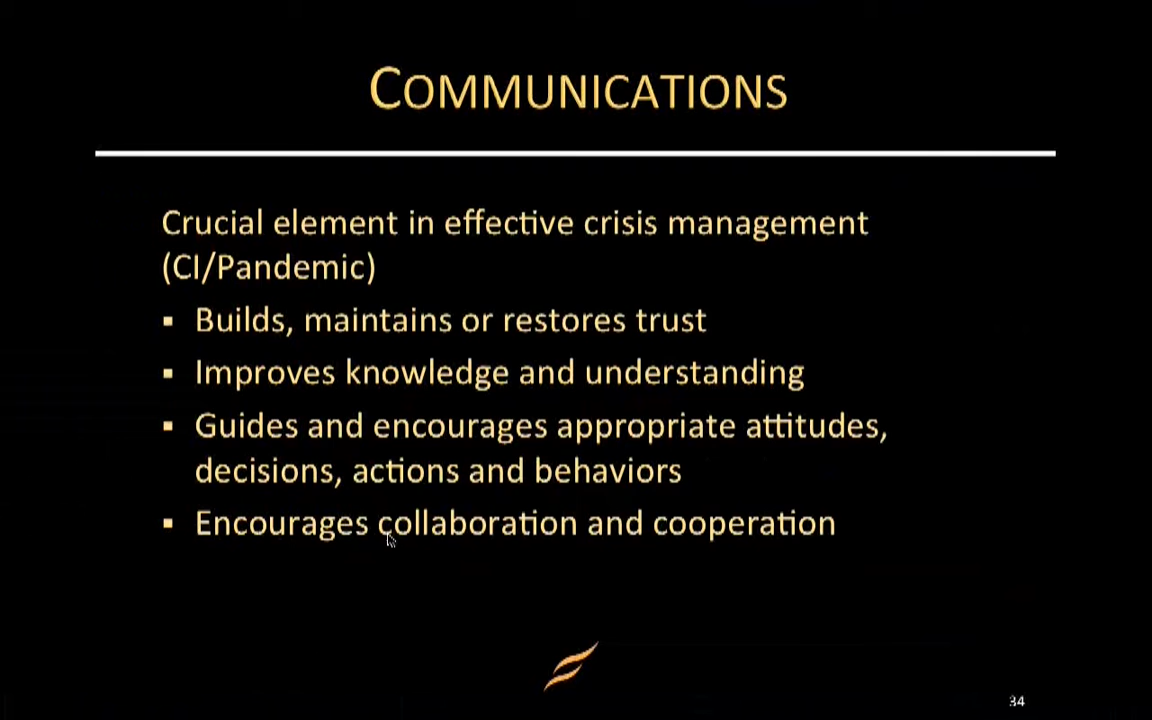 COMMUNICATIONS
Crucial element in effective crisis management
(CI/Pandemic)
▪ Builds, maintains or restores trust
▪ Improves knowledge and understanding
▪ Guides and encourages appropriate attitudes,
decisions, actions and behaviors
▪ Encourages collaboration and cooperation
34